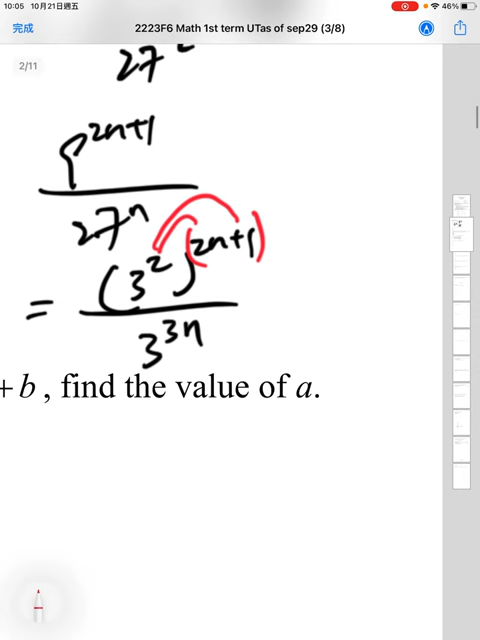 10:05 10月21日週五 46%
完成 2223F6 Math 1st term UTas of sep29 (3/8)
2/11
27
9^{2n+1}
27^n
= (3^2)^{(2n+1)}
3^{3n}
+ b , find the value of a.